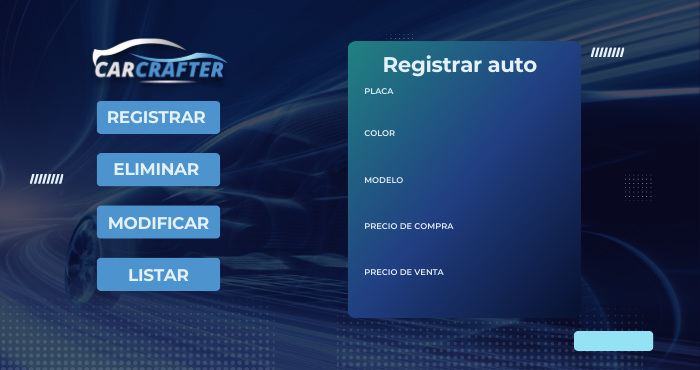 CARCRAFTER
REGISTRAR
ELIMINAR
MODIFICAR
LISTAR
Registrar auto
PLACA
COLOR
MODELO
PRECIO DE COMPRA
PRECIO DE VENTA